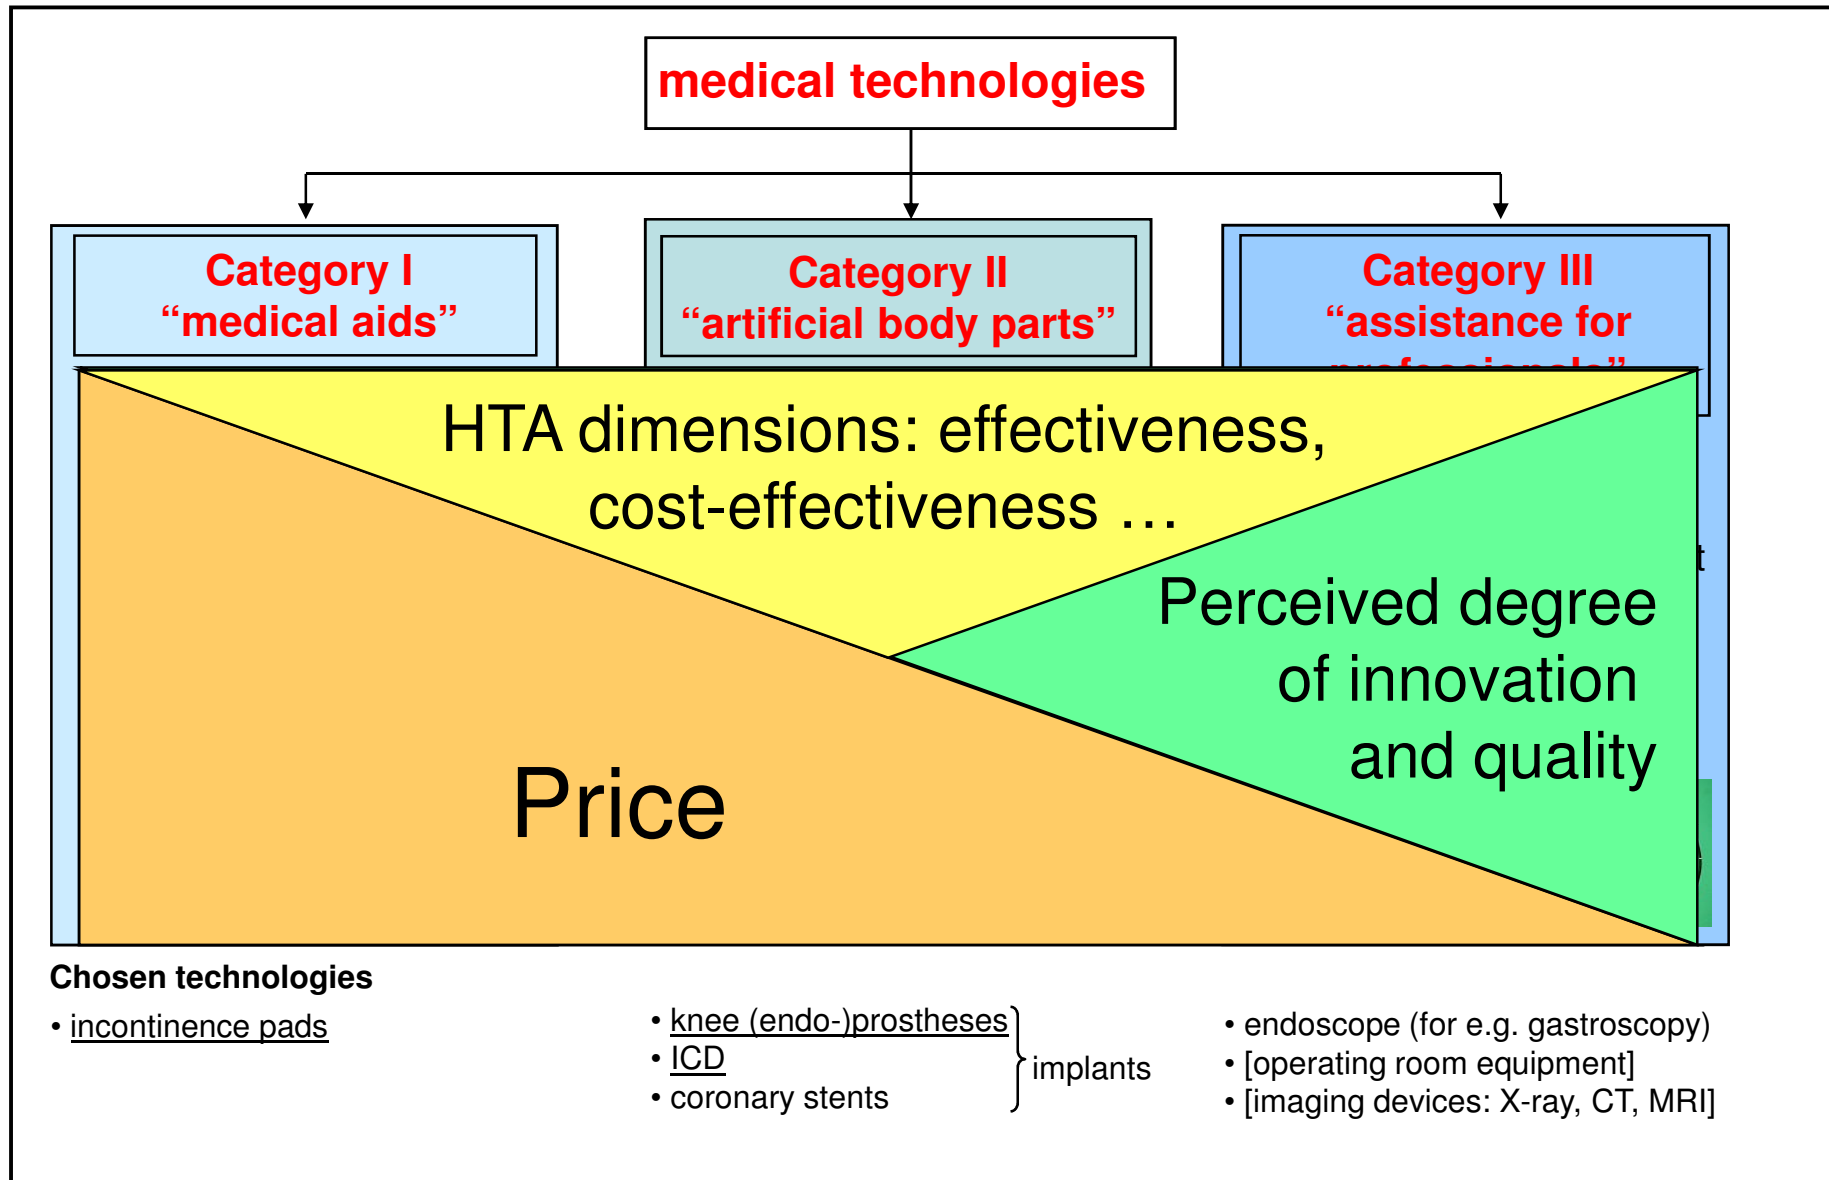 medical technologies
Category I
“medical aids”
Category II
“artificial body parts”
Category III
“assistance for
professionals”
HTA dimensions: effectiveness,
cost-effectiveness …
t
Perceived degree
of innovation
and quality
Price
Chosen technologies
• incontinence pads
• knee (endo-)prostheses
• ICD
• coronary stents
implants
• endoscope (for e.g. gastroscopy)
• [operating room equipment]
• [imaging devices: X-ray, CT, MRI]